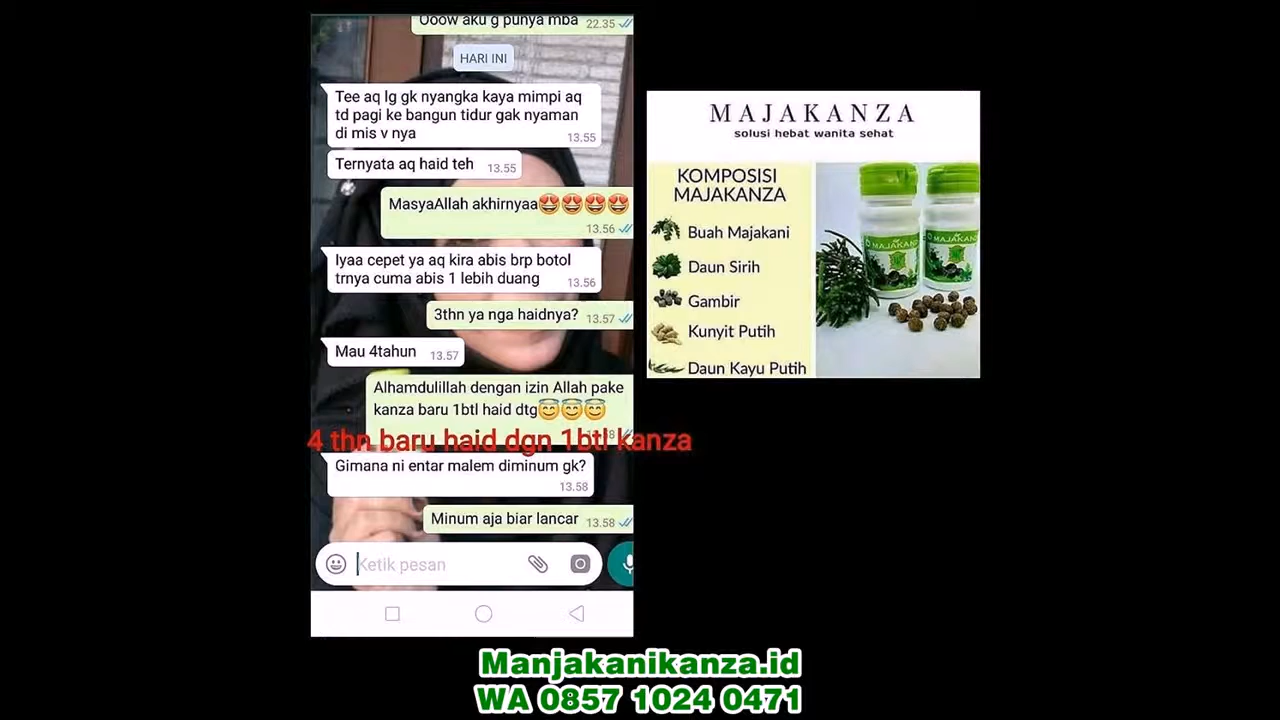 Ooow aku g punya mba 22.35
HARI INI
Tee aq lg gk nyangka kaya mimpi aq
td pagi ke bangun tidur gak nyaman
di mis v nya 13.55
Ternyata aq haid teh 13.55
MasyaAllah akhirnyaa😍😍😍😍
13.56
Iyaa cepet ya aq kira abis brp botol
trnya cuma abis 1 lebih duang 13.56
3thn ya nga haidnya? 13.57
Mau 4tahun 13.57
Alhamdulillah dengan izin Allah pake
kanza baru 1btl haid dtg😇😇😇
4 thn baru haid dgn 1btl kanza
Gimana ni entar malem diminum gk?
13.58
Minum aja biar lancar 13.58
Ketik pesan
MAJAKANZA
solusi hebat wanita sehat
KOMPOSISI
MAJAKANZA
Buah Majakani
Daun Sirih
Gambir
Kunyit Putih
Daun Kayu Putih
Manjakanikanza.id
WA 0857 1024 0471